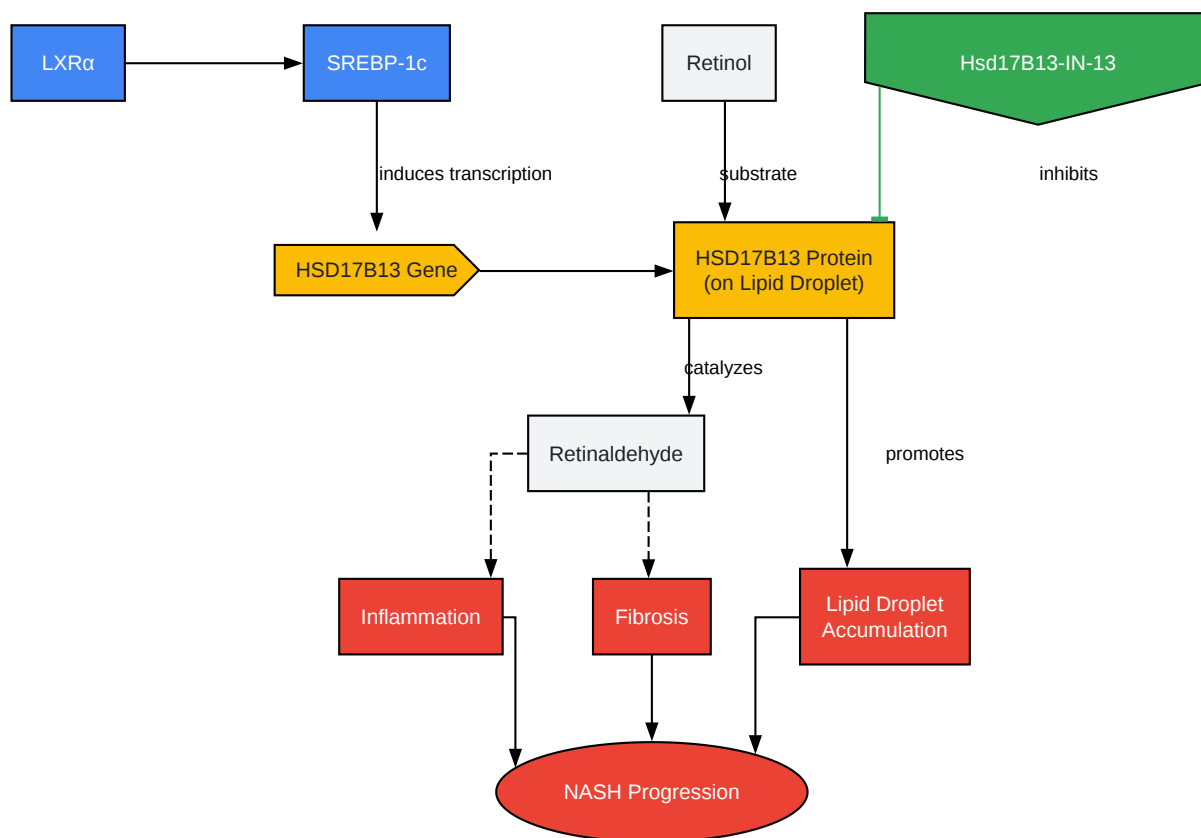 LXRα
SREBP-1c
Retinol
Hsd17B13-IN-13
induces transcription
substrate
inhibits
HSD17B13 Gene
HSD17B13 Protein
(on Lipid Droplet)
catalyzes
Retinaldehyde
promotes
Inflammation
Fibrosis
Lipid Droplet
Accumulation
NASH Progression